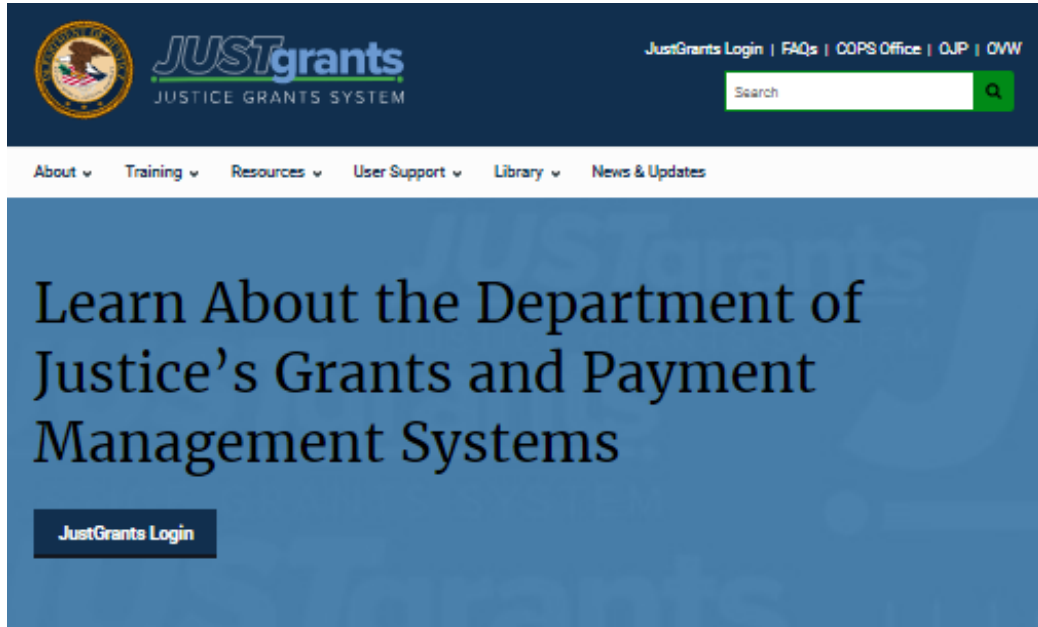 JUSTgrants
JUSTICE GRANTS SYSTEM
JustGrants Login | FAQs | COPS Office | OJP | OVW
Search
About
Training
Resources
User Support
Library
News & Updates
Learn About the Department of
Justice’s Grants and Payment
Management Systems
JustGrants Login